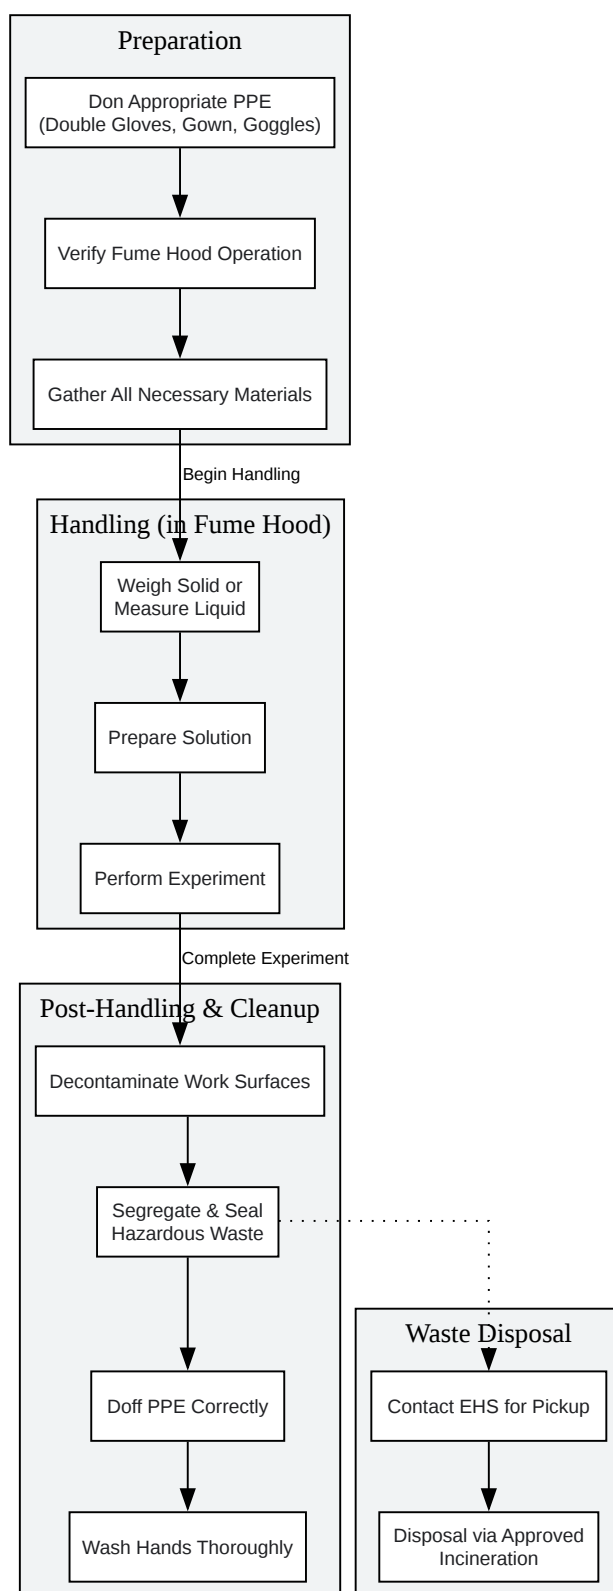 Preparation
Don Appropriate PPE
(Double Gloves, Gown, Goggles)
Verify Fume Hood Operation
Gather All Necessary Materials
Begin Handling
Handling (in Fume Hood)
Weigh Solid or
Measure Liquid
Prepare Solution
Perform Experiment
Complete Experiment
Post-Handling & Cleanup
Decontaminate Work Surfaces
Segregate & Seal
Hazardous Waste
Doff PPE Correctly
Wash Hands Thoroughly
Waste Disposal
Contact EHS for Pickup
Disposal via Approved
Incineration